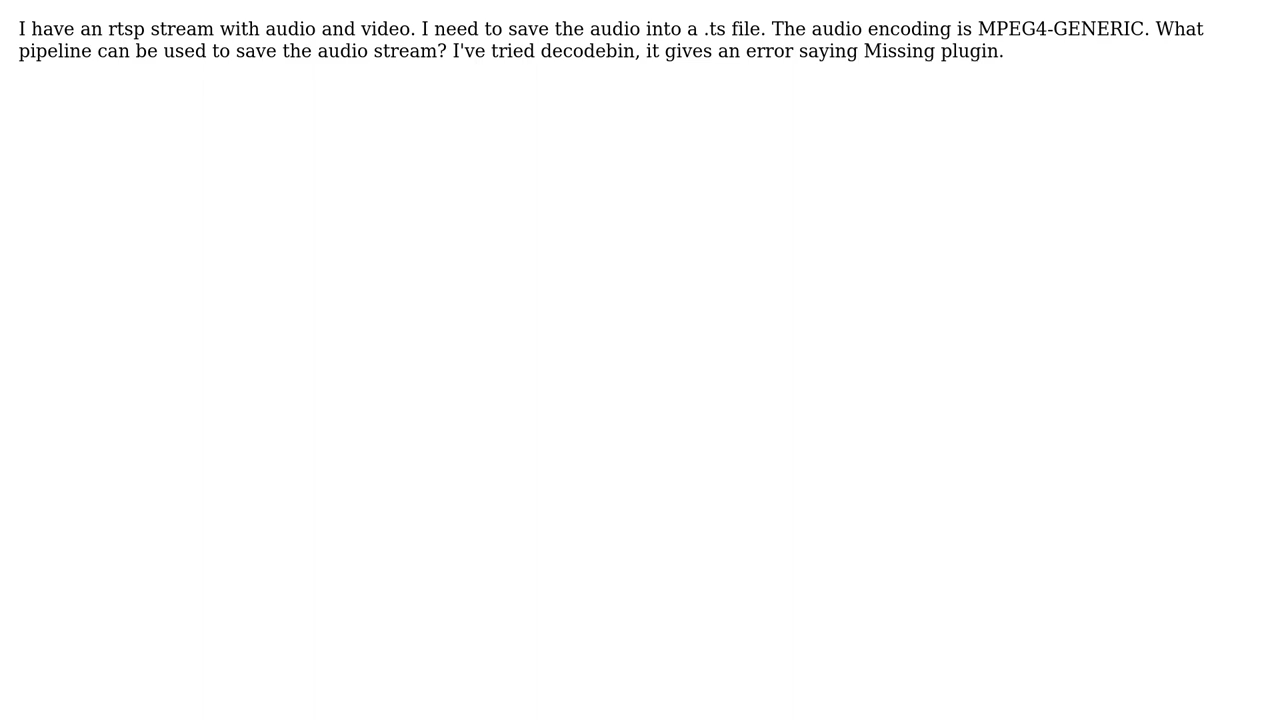 I have an rtsp stream with audio and video. I need to save the audio into a .ts file. The audio encoding is MPEG4-GENERIC. What
pipeline can be used to save the audio stream? I've tried decodebin, it gives an error saying Missing plugin.